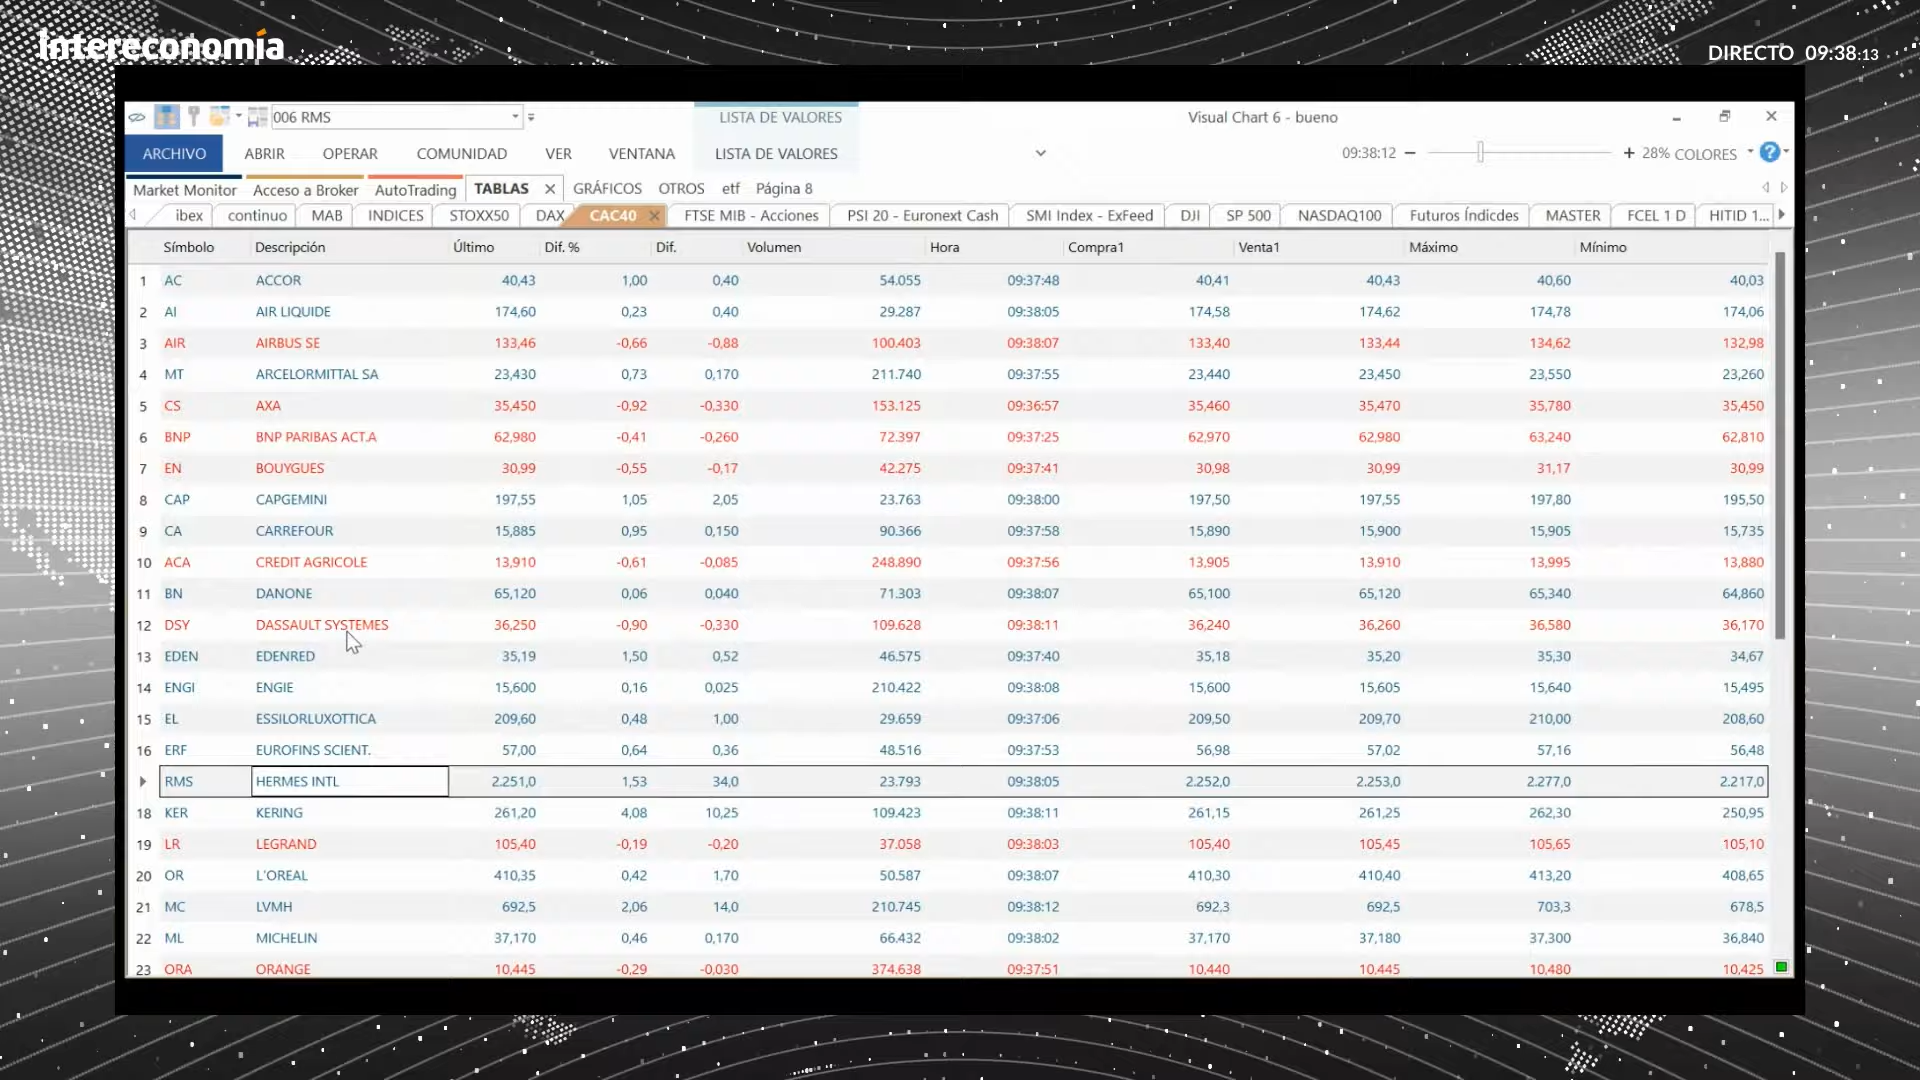 intereconomía
DIRECTO 09:38:13
006 RMS
LISTA DE VALORES
Visual Chart 6 - bueno
ARCHIVO ABRIR OPERAR COMUNIDAD VER VENTANA LISTA DE VALORES 09:38:12 − + 28% COLORES ?
Market Monitor Acceso a Broker AutoTrading TABLAS GRÁFICOS OTROS etf Página 8
ibex continuo MAB INDICES STOXX50 DAX CAC40 FTSE MIB - Acciones PSI 20 - Euronext Cash SMI Index - ExFeed DJI SP 500 NASDAQ100 Futuros Índicdes MASTER FCEL 1 D HITID 1...
Símbolo Descripción Último Dif. % Dif. Volumen Hora Compra1 Venta1 Máximo Mínimo
1 AC ACCOR 40,43 1,00 0,40 54.055 09:37:48 40,41 40,43 40,60 40,03
2 AI AIR LIQUIDE 174,60 0,23 0,40 29.287 09:38:05 174,58 174,62 174,78 174,06
3 AIR AIRBUS SE 133,46 -0,66 -0,88 100.403 09:38:07 133,40 133,44 134,62 132,98
4 MT ARCELORMITTAL SA 23,430 0,73 0,170 211.740 09:37:55 23,440 23,450 23,550 23,260
5 CS AXA 35,450 -0,92 -0,330 153.125 09:36:57 35,460 35,470 35,780 35,450
6 BNP BNP PARIBAS ACT.A 62,980 -0,41 -0,260 72.397 09:37:25 62,970 62,980 63,240 62,810
7 EN BOUYGUES 30,99 -0,55 -0,17 42.275 09:37:41 30,98 30,99 31,17 30,99
8 CAP CAPGEMINI 197,55 1,05 2,05 23.763 09:38:00 197,50 197,55 197,80 195,50
9 CA CARREFOUR 15,885 0,95 0,150 90.366 09:37:58 15,890 15,900 15,905 15,735
10 ACA CREDIT AGRICOLE 13,910 -0,61 -0,085 248.890 09:37:56 13,905 13,910 13,995 13,880
11 BN DANONE 65,120 0,06 0,040 71.303 09:38:07 65,100 65,120 65,340 64,860
12 DSY DASSAULT SYSTEMES 36,250 -0,90 -0,330 109.628 09:38:11 36,240 36,260 36,580 36,170
13 EDEN EDENRED 35,19 1,50 0,52 46.575 09:37:40 35,18 35,20 35,30 34,67
14 ENGI ENGIE 15,600 0,16 0,025 210.422 09:38:08 15,600 15,605 15,640 15,495
15 EL ESSILORLUXOTTICA 209,60 0,48 1,00 29.659 09:37:06 209,50 209,70 210,00 208,60
16 ERF EUROFINS SCIENT. 57,00 0,64 0,36 48.516 09:37:53 56,98 57,02 57,16 56,48
RMS HERMES INTL 2.251,0 1,53 34,0 23.793 09:38:05 2.252,0 2.253,0 2.277,0 2.217,0
18 KER KERING 261,20 4,08 10,25 109.423 09:38:11 261,15 261,25 262,30 250,95
19 LR LEGRAND 105,40 -0,19 -0,20 37.058 09:38:03 105,40 105,45 105,65 105,10
20 OR L'OREAL 410,35 0,42 1,70 50.587 09:38:07 410,30 410,40 413,20 408,65
21 MC LVMH 692,5 2,06 14,0 210.745 09:38:12 692,3 692,5 703,3 678,5
22 ML MICHELIN 37,170 0,46 0,170 66.432 09:38:02 37,170 37,180 37,300 36,840
23 ORA ORANGE 10,445 -0,29 -0,030 374.638 09:37:51 10,440 10,445 10,480 10,425